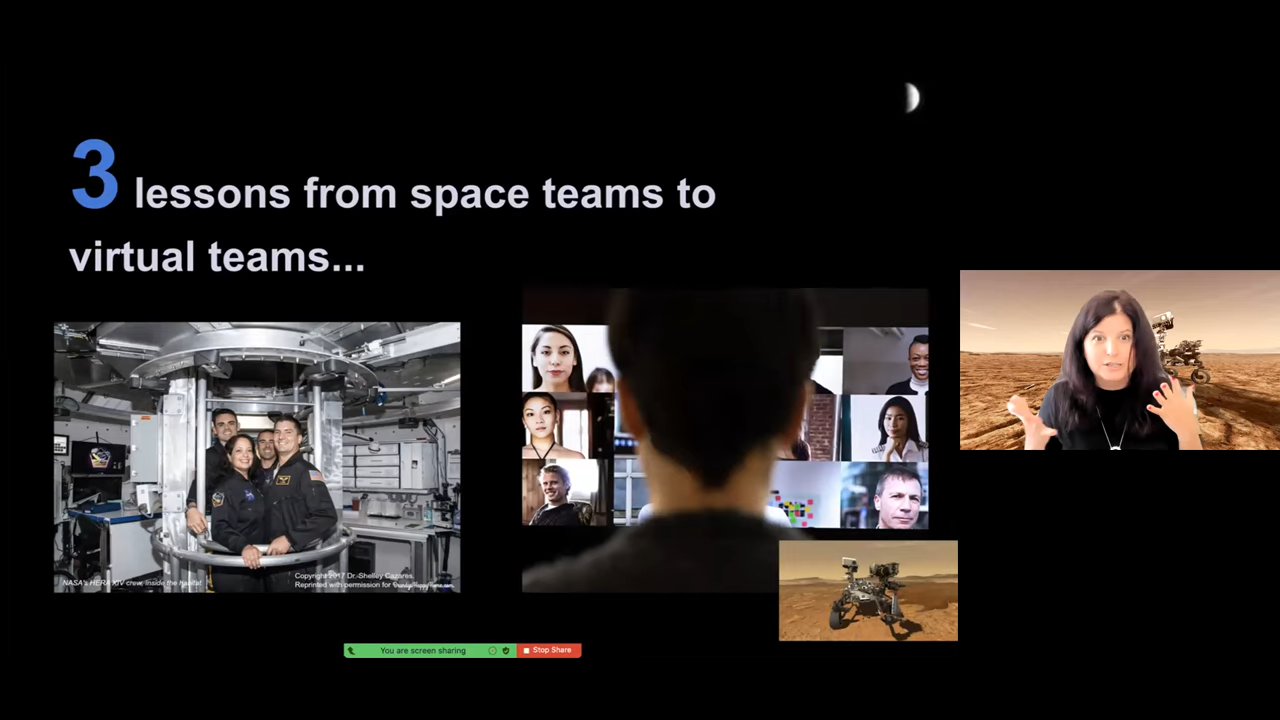 3 lessons from space teams to
virtual teams...
NASA's HERA XIV crew, inside the habitat
Copyright 2017 Dr. Shelley Cazares.
Reprinted with permission for
You are screen sharing
Stop Share